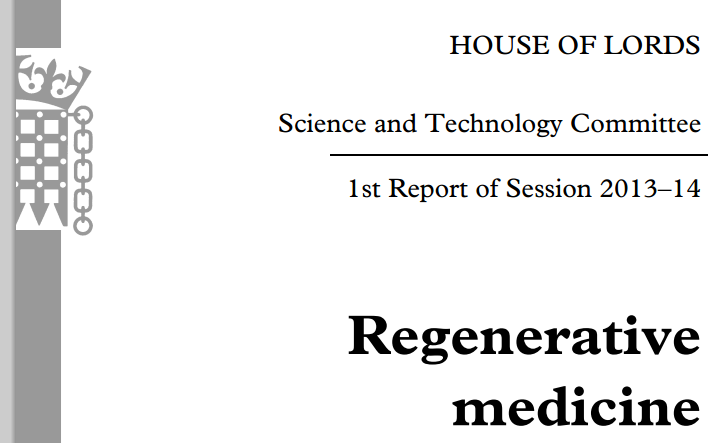 HOUSE OF LORDS
Science and Technology Committee
1st Report of Session 2013–14
Regenerative
medicine